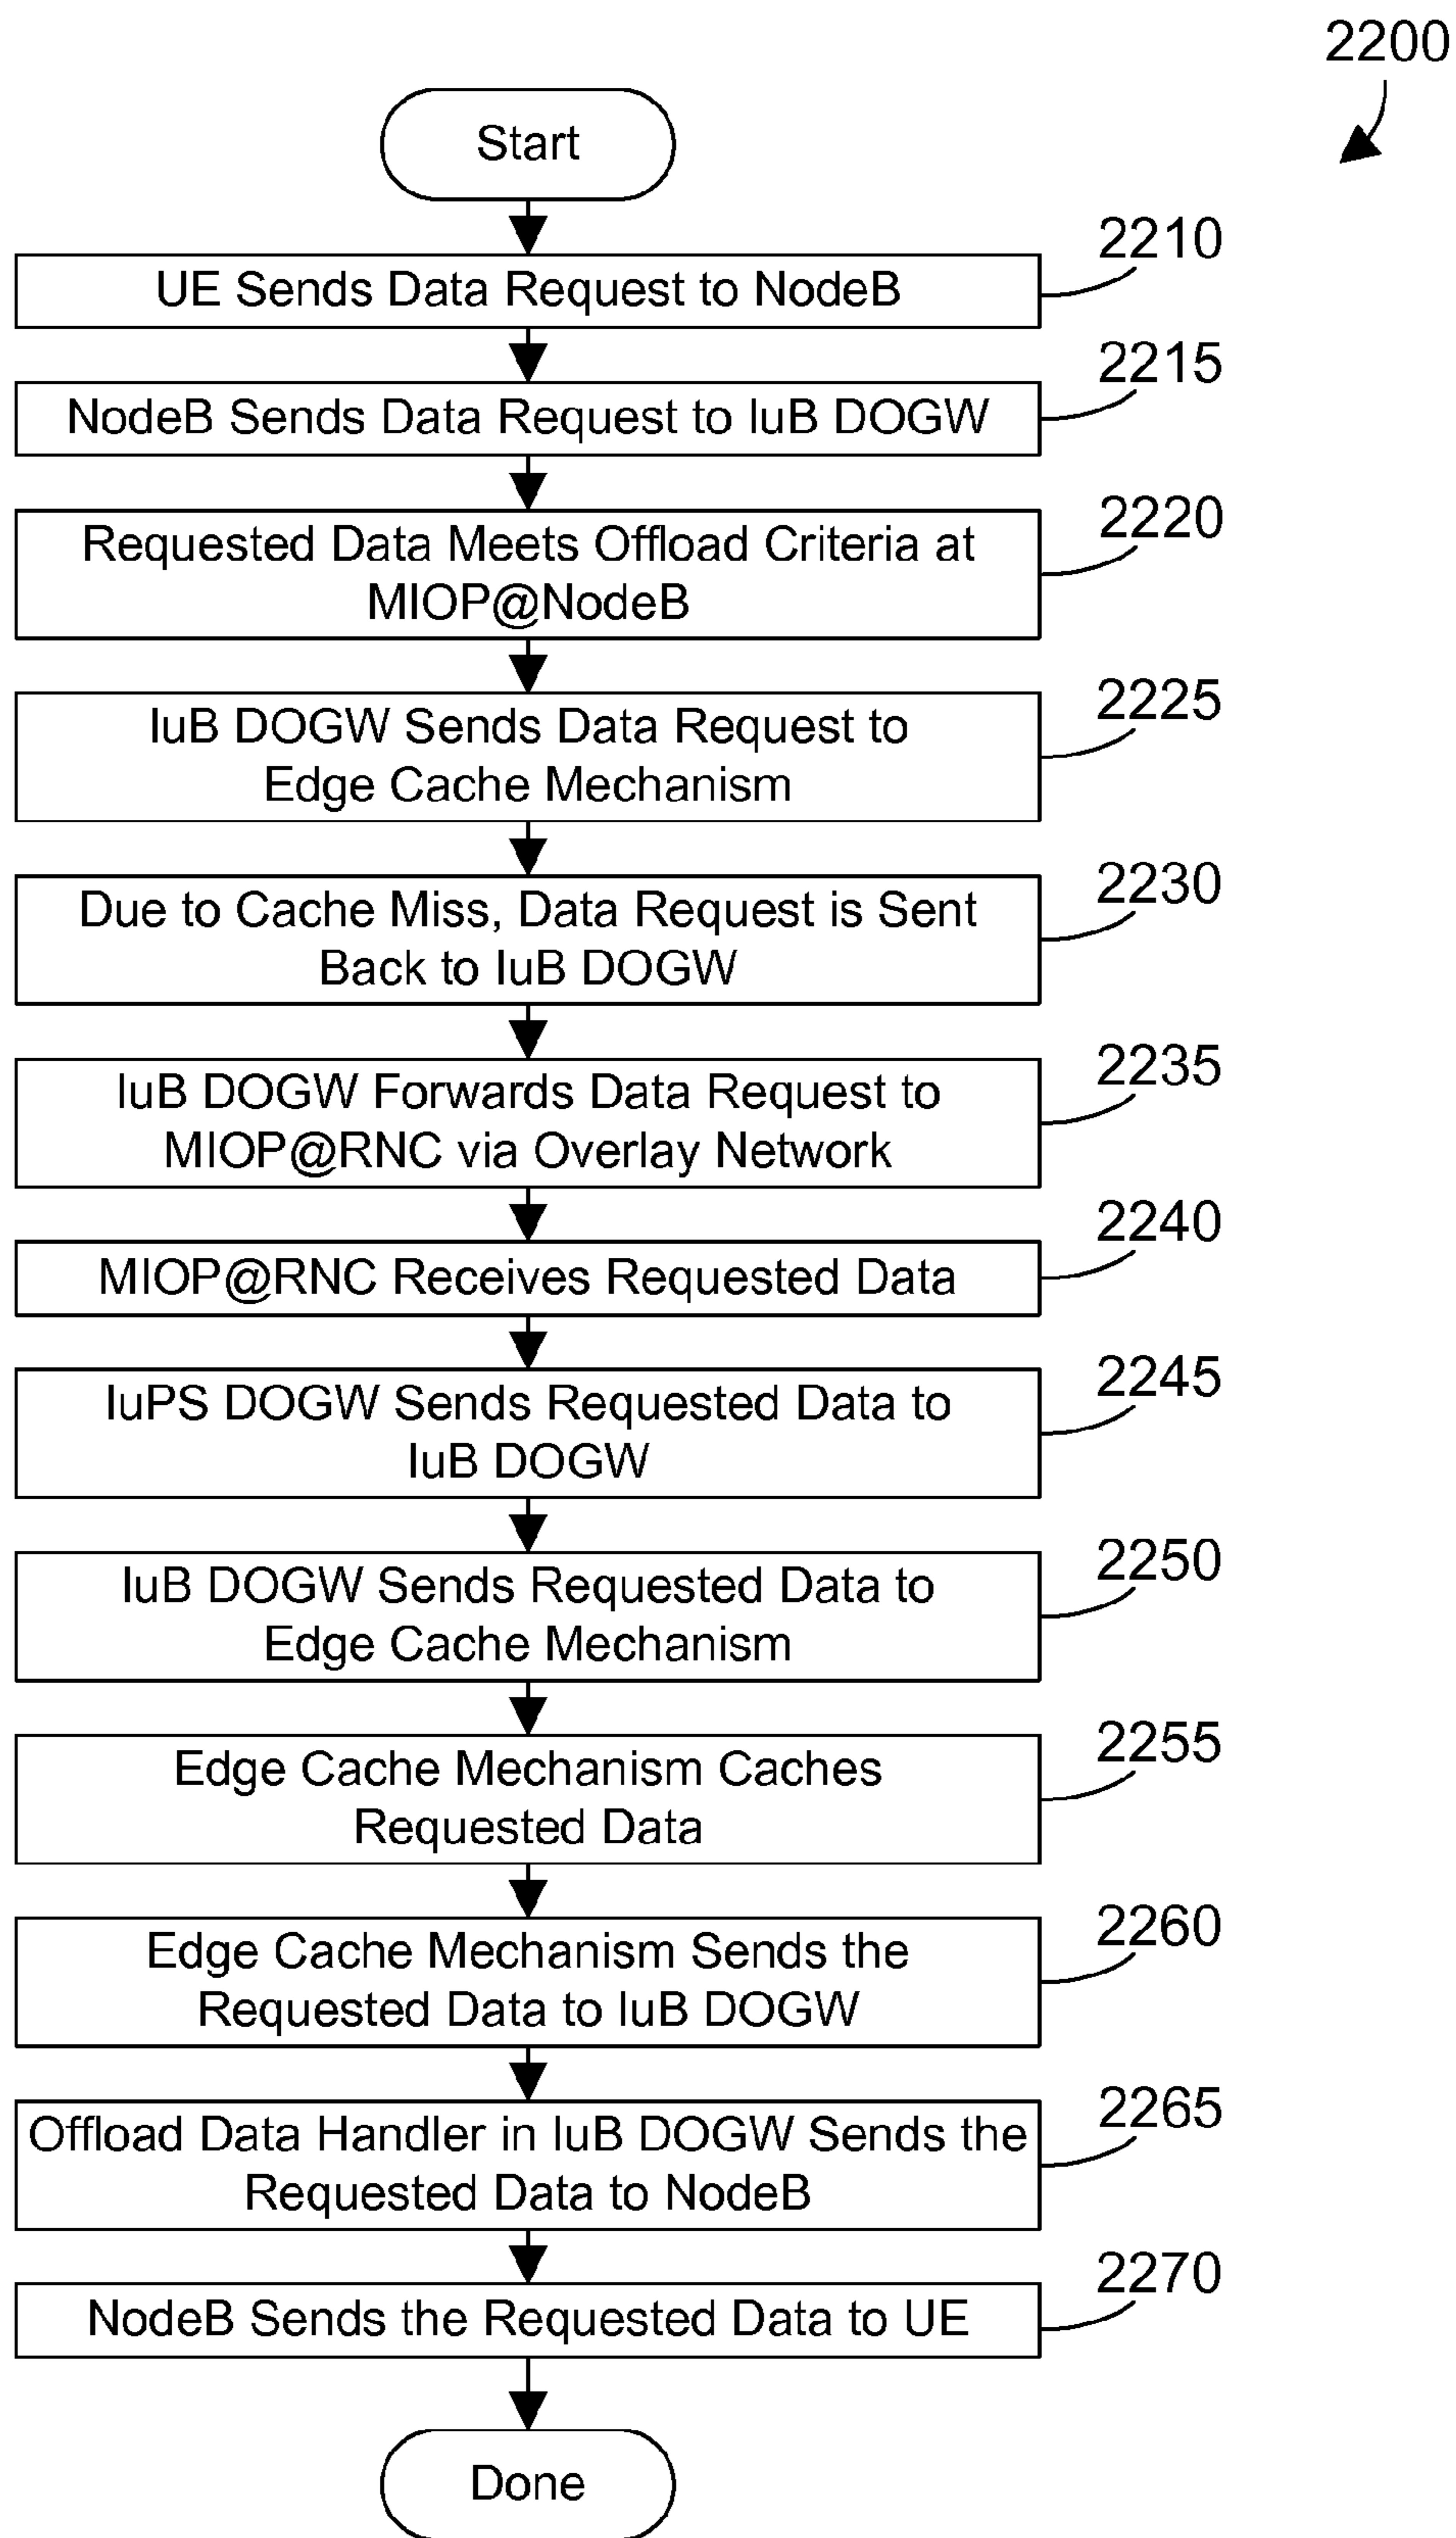 2200
Start
2210
UE Sends Data Request to NodeB
2215
NodeB Sends Data Request to IuB DOGW
2220
Requested Data Meets Offload Criteria at
MIOP@NodeB
2225
IuB DOGW Sends Data Request to
Edge Cache Mechanism
2230
Due to Cache Miss, Data Request is Sent
Back to IuB DOGW
2235
IuB DOGW Forwards Data Request to
MIOP@RNC via Overlay Network
2240
MIOP@RNC Receives Requested Data
2245
IuPS DOGW Sends Requested Data to
IuB DOGW
2250
IuB DOGW Sends Requested Data to
Edge Cache Mechanism
2255
Edge Cache Mechanism Caches
Requested Data
2260
Edge Cache Mechanism Sends the
Requested Data to IuB DOGW
2265
Offload Data Handler in IuB DOGW Sends the
Requested Data to NodeB
2270
NodeB Sends the Requested Data to UE
Done